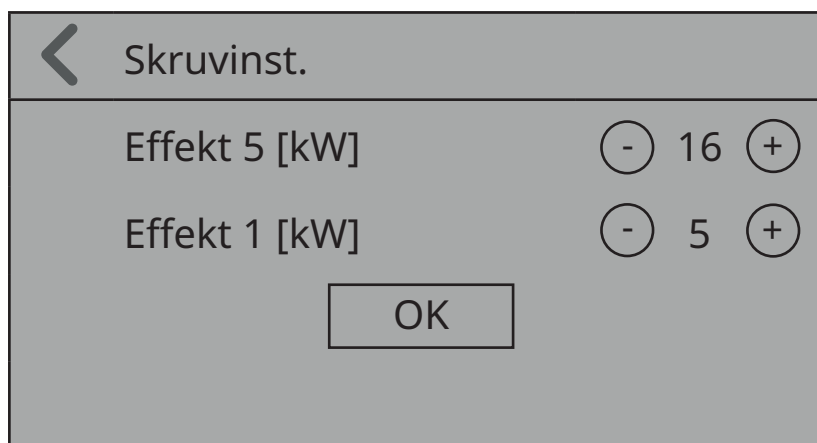 Skruvinst.
Effekt 5 [kW] - 16 +
Effekt 1 [kW] - 5 +
OK